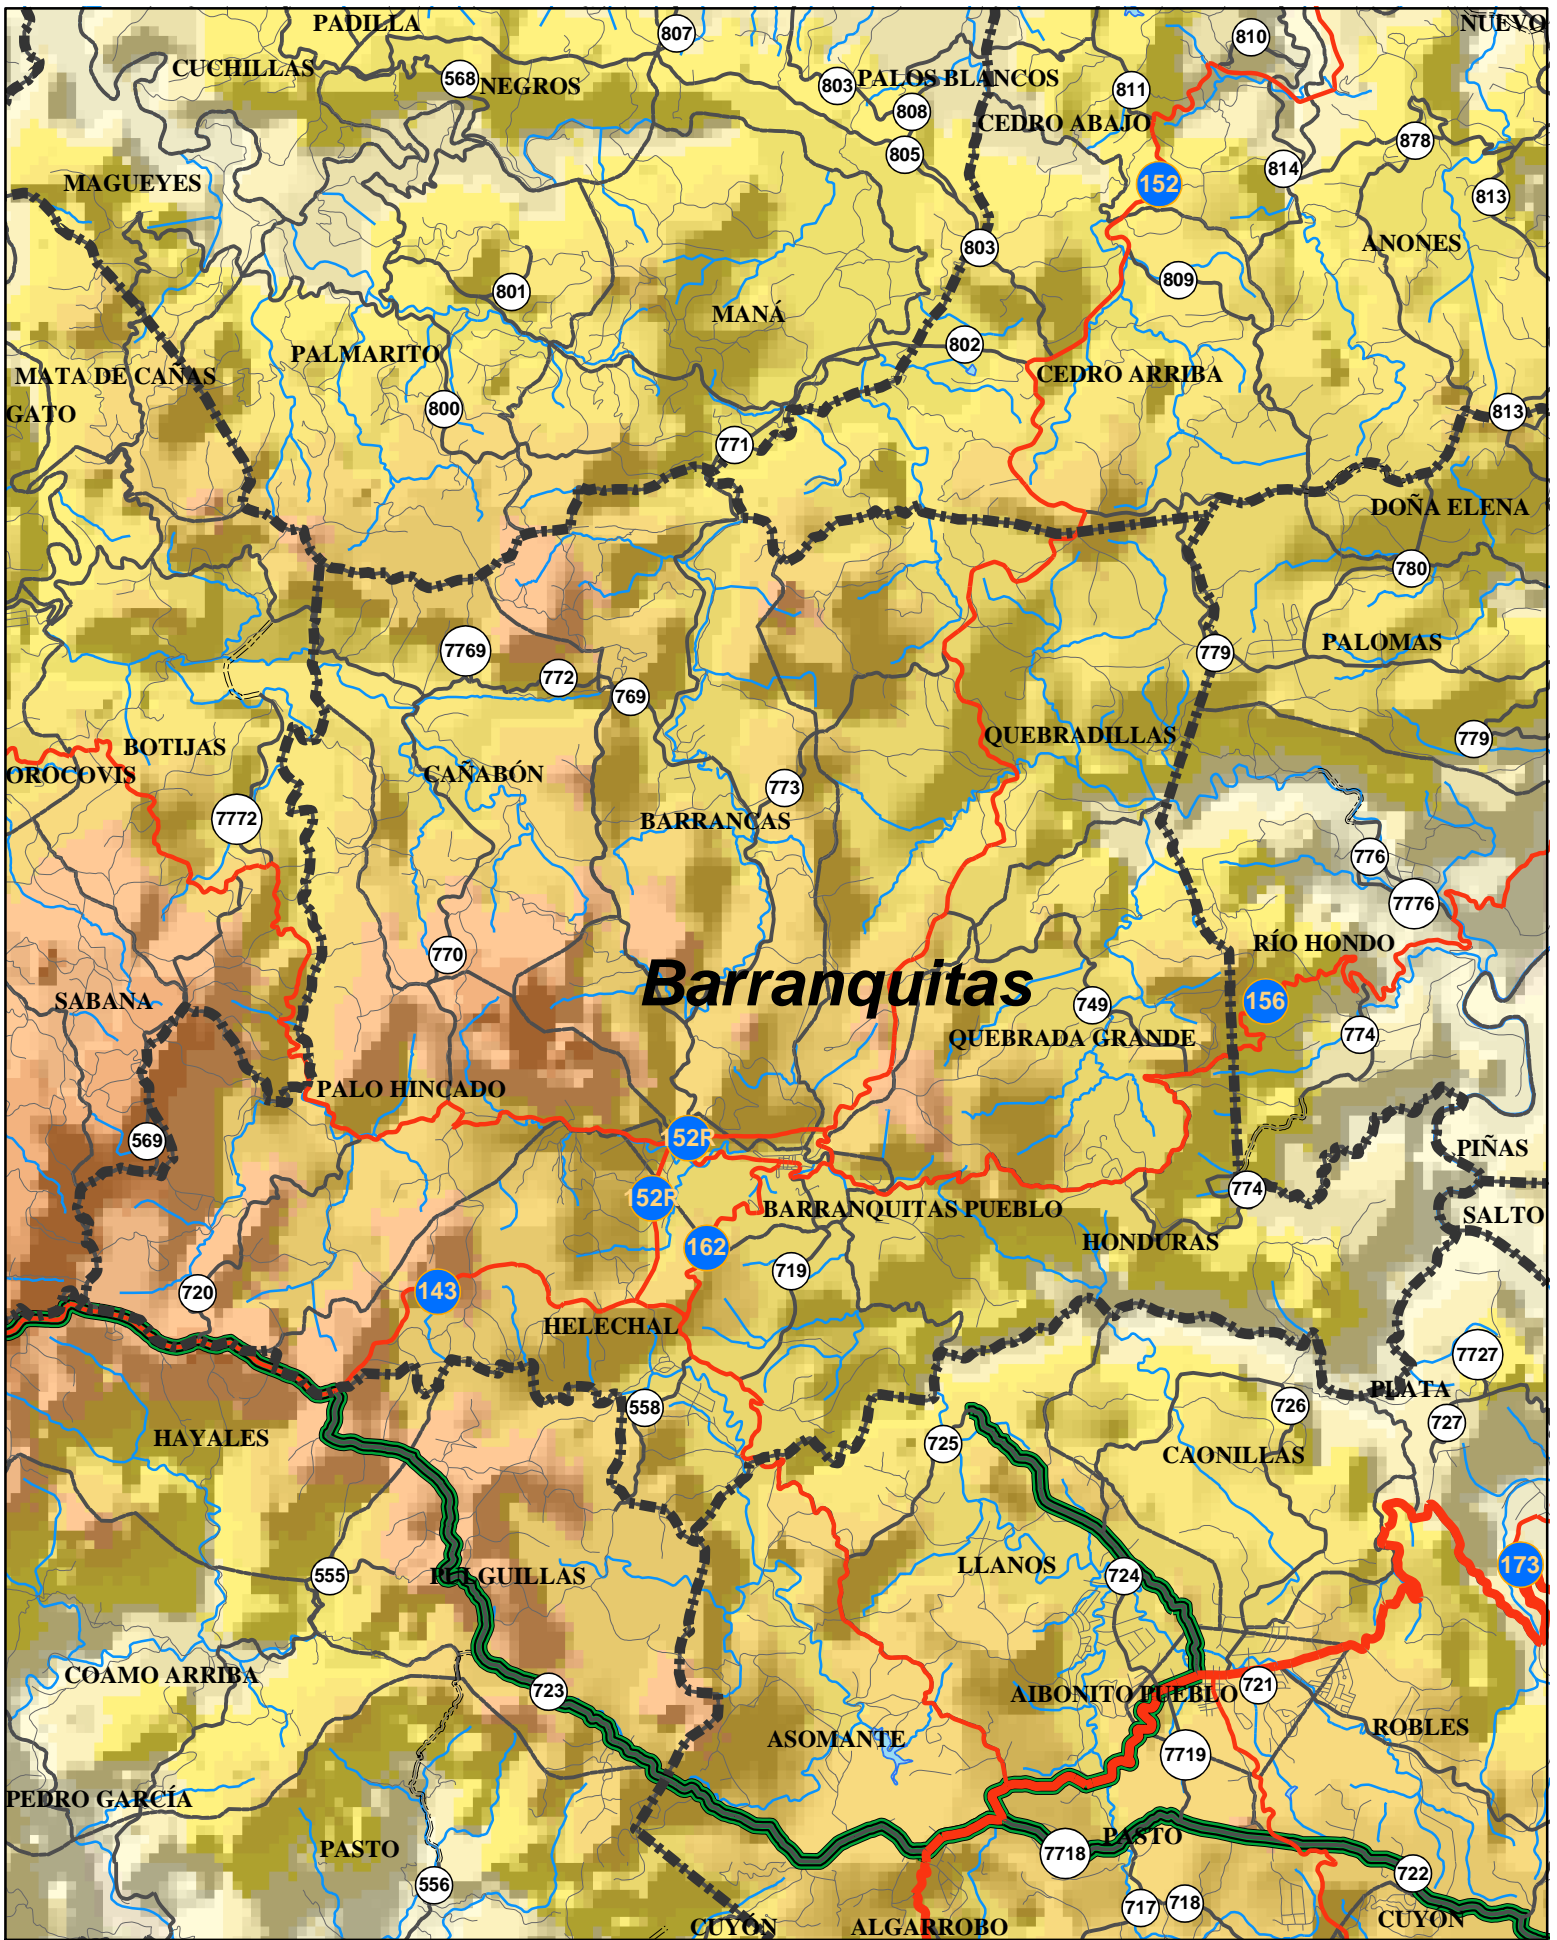 PADILLA
807
810
NUEVO
CUCHILLAS
568
NEGROS
803
PALOS BLANCOS
811
808
CEDRO ABAJO
805
878
814
MAGUEYES
152
813
803
ANONES
801
809
MANÁ
PALMARITO
802
MATA DE CAÑAS
CEDRO ARRIBA
GATO
800
813
771
DOÑA ELENA
780
7769
772
769
779
PALOMAS
BOTIJAS
QUEBRADILLAS
779
OROCOVIS
CAÑABÓN
773
7772
BARRANCAS
776
7776
770
RÍO HONDO
Barranquitas
SABANA
749
156
QUEBRADA GRANDE
774
PALO HINCADO
569
152R
PIÑAS
774
152R
BARRANQUITAS PUEBLO
SALTO
162
HONDURAS
719
720
143
HELECHAL
7727
PLATA
558
726
727
HAYALES
725
CAONILLAS
LLANOS
173
555
PULGUILLAS
724
COAMO ARRIBA
723
AIBONITO PUEBLO
721
ROBLES
ASOMANTE
7719
PEDRO GARCÍA
PASTO
PASTO
7718
722
556
717
718
CUYÓN
ALGARROBO
CUYÓN